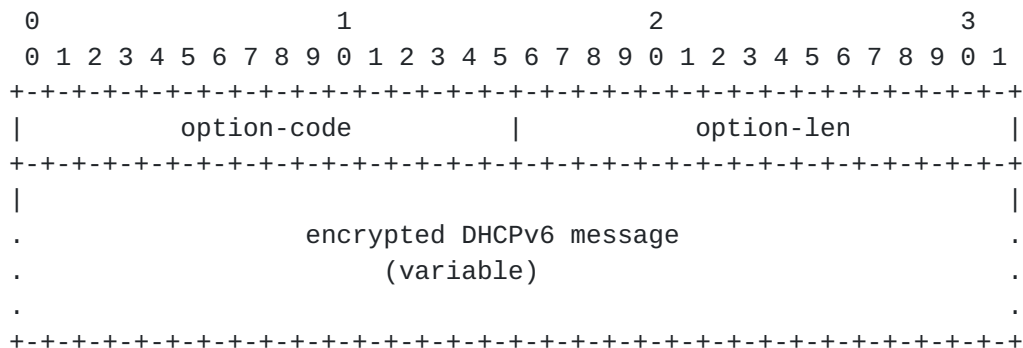 0                   1                   2                   3
 0 1 2 3 4 5 6 7 8 9 0 1 2 3 4 5 6 7 8 9 0 1 2 3 4 5 6 7 8 9 0 1
+-+-+-+-+-+-+-+-+-+-+-+-+-+-+-+-+-+-+-+-+-+-+-+-+-+-+-+-+-+-+-+-+
|          option-code          |           option-len          |
+-+-+-+-+-+-+-+-+-+-+-+-+-+-+-+-+-+-+-+-+-+-+-+-+-+-+-+-+-+-+-+-+
|                                                               |
.                  encrypted DHCPv6 message                     .
.                       (variable)                              .
.                                                               .
+-+-+-+-+-+-+-+-+-+-+-+-+-+-+-+-+-+-+-+-+-+-+-+-+-+-+-+-+-+-+-+-+